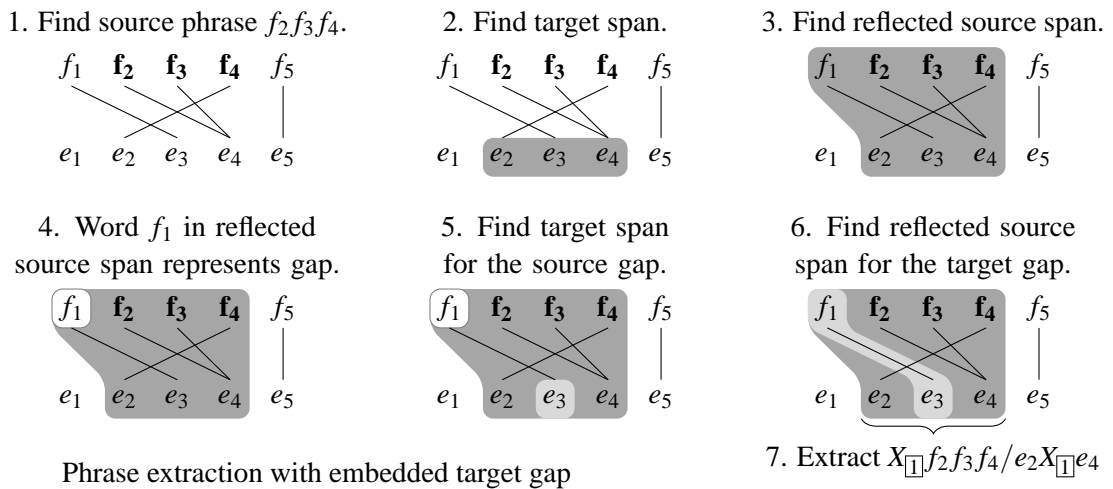 1. Find source phrase f2f3f4.
2. Find target span.
3. Find reflected source span.
f1 f2 f3 f4 f5
f1 f2 f3 f4 f5
f1 f2 f3 f4 f5
e1 e2 e3 e4 e5
e1 e2 e3 e4 e5
e1 e2 e3 e4 e5
4. Word f1 in reflected
source span represents gap.
5. Find target span
for the source gap.
6. Find reflected source
span for the target gap.
f1 f2 f3 f4 f5
f1 f2 f3 f4 f5
f1 f2 f3 f4 f5
e1 e2 e3 e4 e5
e1 e2 e3 e4 e5
e1 e2 e3 e4 e5
7. Extract X1f2f3f4/e2X1e4
Phrase extraction with embedded target gap